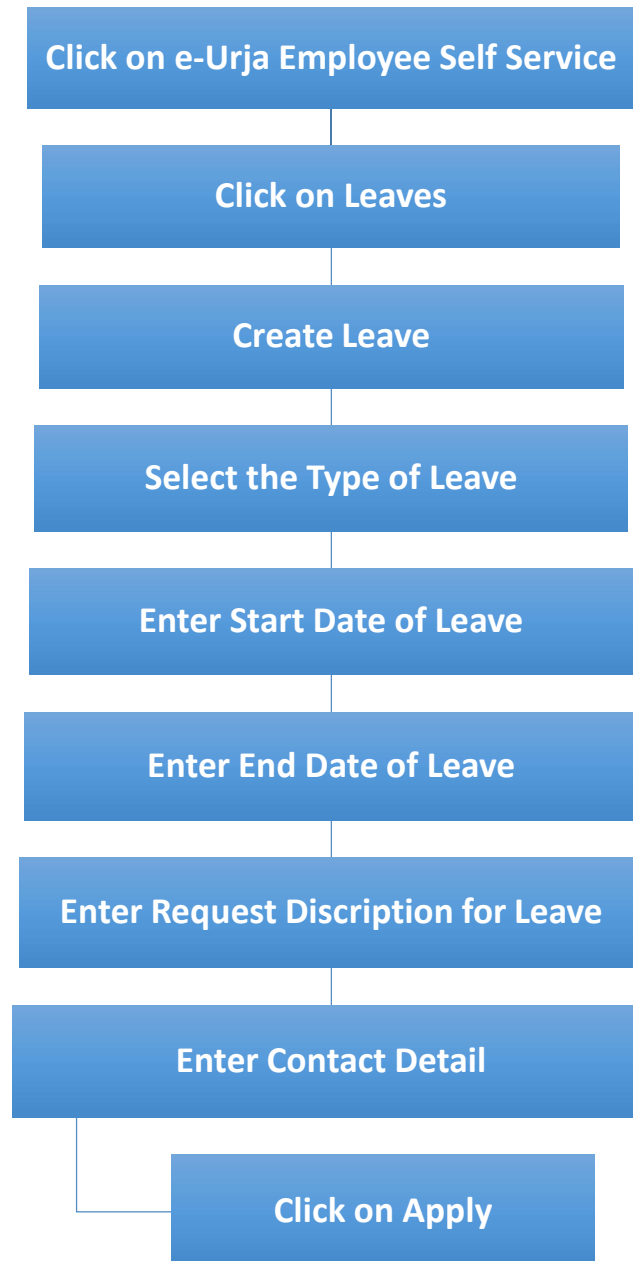 Click on e-Urja Employee Self Service
Click on Leaves
Create Leave
Select the Type of Leave
Enter Start Date of Leave
Enter End Date of Leave
Enter Request Discription for Leave
Enter Contact Detail
Click on Apply